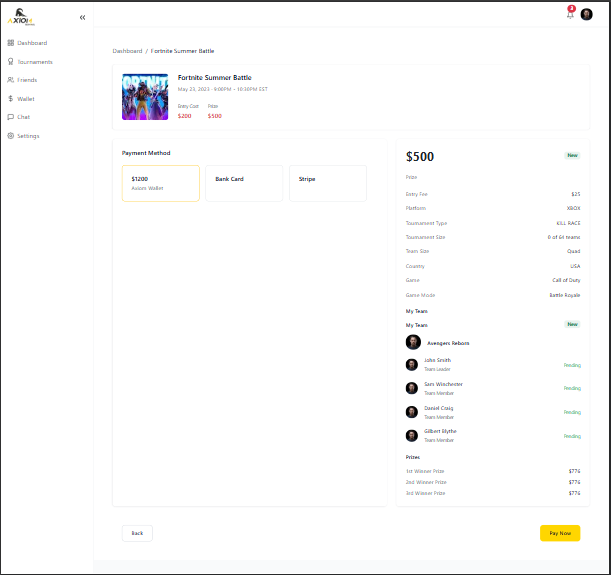 AXIOM
«
3
Dashboard
Tournaments
Friends
Wallet
Chat
Settings
Dashboard / Fortnite Summer Battle
FORTNITE
Fortnite Summer Battle
May 23, 2023 · 9:00PM - 10:30PM EST
Entry Cost Prize
$200 $500
Payment Method
$1200
Axiom Wallet
Bank Card
Stripe
$500 New
Prize
Entry Fee $25
Platform XBOX
Tournament Type KILL RACE
Tournament Size 0 of 64 teams
Team Size Quad
Country USA
Game Call of Duty
Game Mode Battle Royale
My Team
My Team New
Avengers Reborn
John Smith
Team Leader Pending
Sam Winchester
Team Member Pending
Daniel Craig
Team Member Pending
Gilbert Blythe
Team Member Pending
Prizes
1st Winner Prize $776
2nd Winner Prize $776
3rd Winner Prize $776
Back
Pay Now